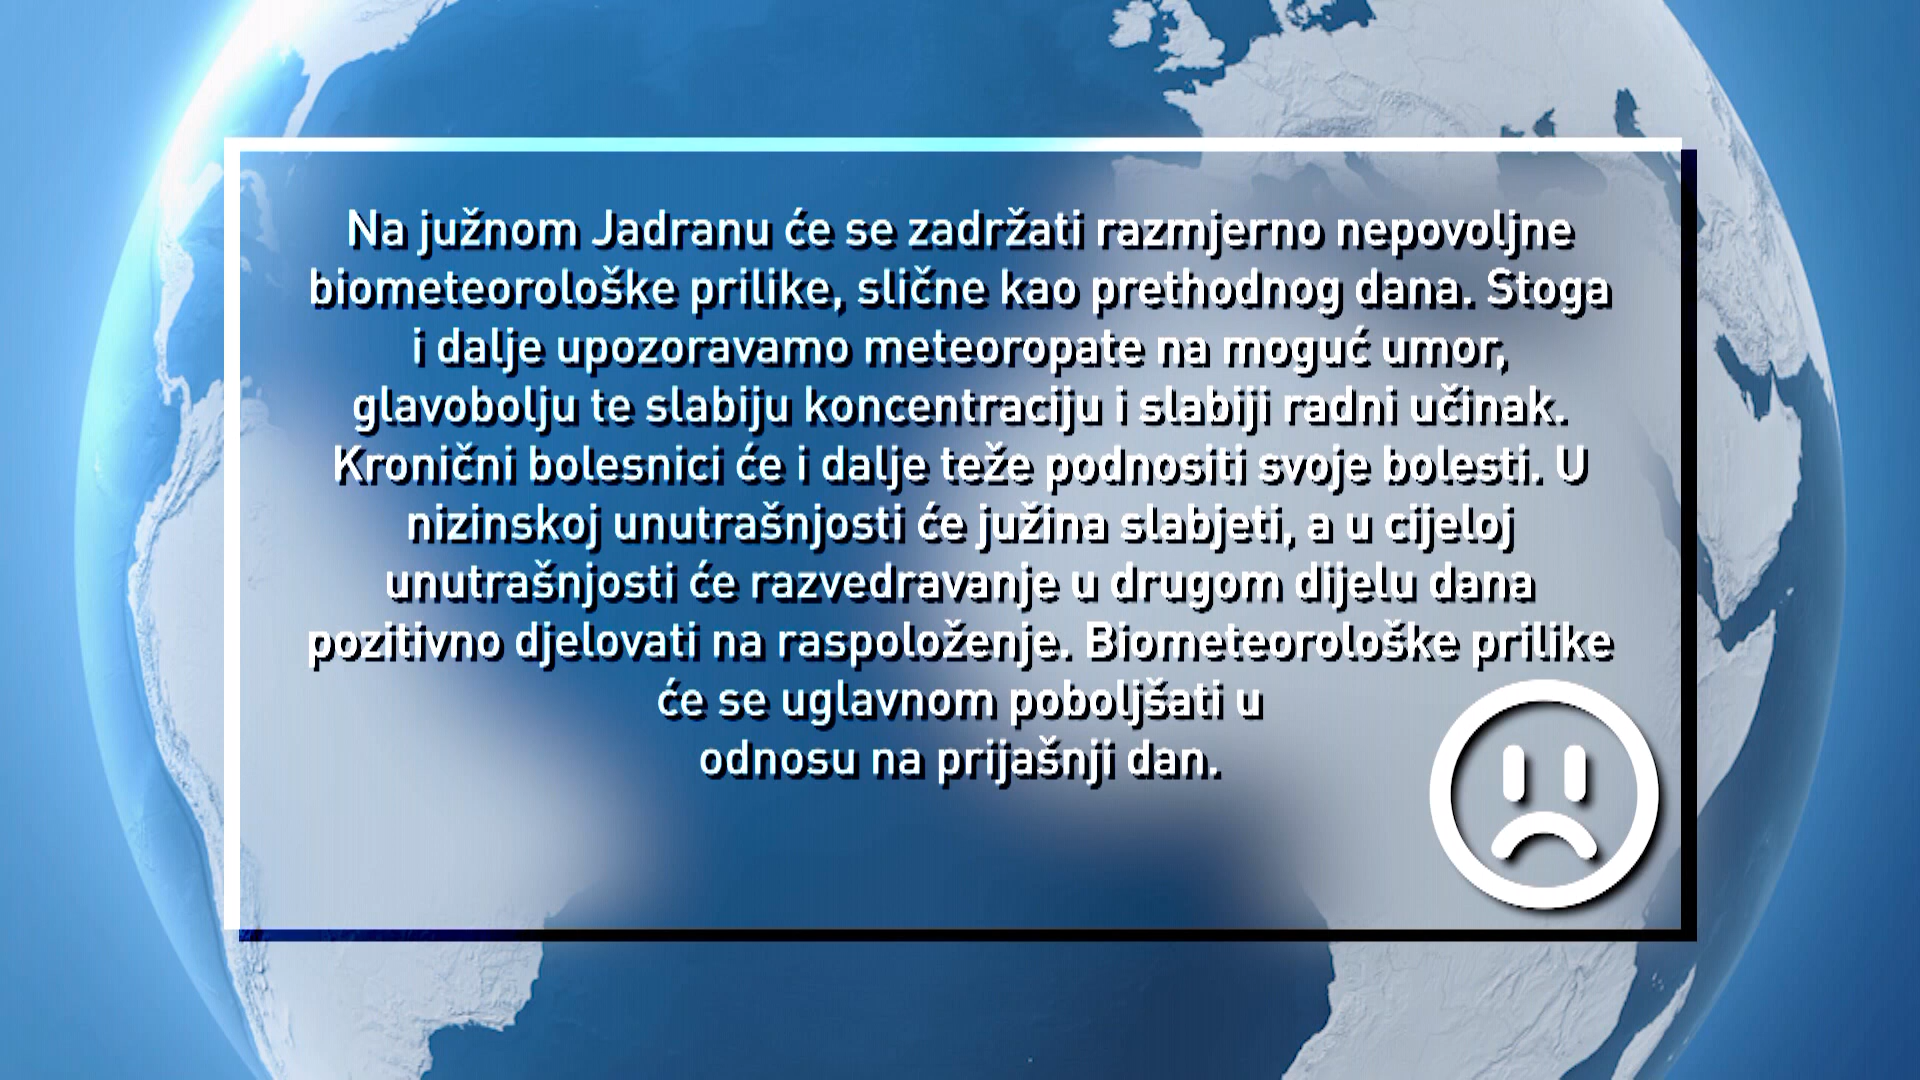 Na južnom Jadranu će se zadržati razmjerno nepovoljne
biometeorološke prilike, slične kao prethodnog dana. Stoga
i dalje upozoravamo meteoropate na moguć umor,
glavobolju te slabiju koncentraciju i slabiji radni učinak.
Kronični bolesnici će i dalje teže podnositi svoje bolesti. U
nizinskoj unutrašnjosti će južina slabjeti, a u cijeloj
unutrašnjosti će razvedravanje u drugom dijelu dana
pozitivno djelovati na raspoloženje. Biometeorološke prilike
će se uglavnom poboljšati u
odnosu na prijašnji dan.